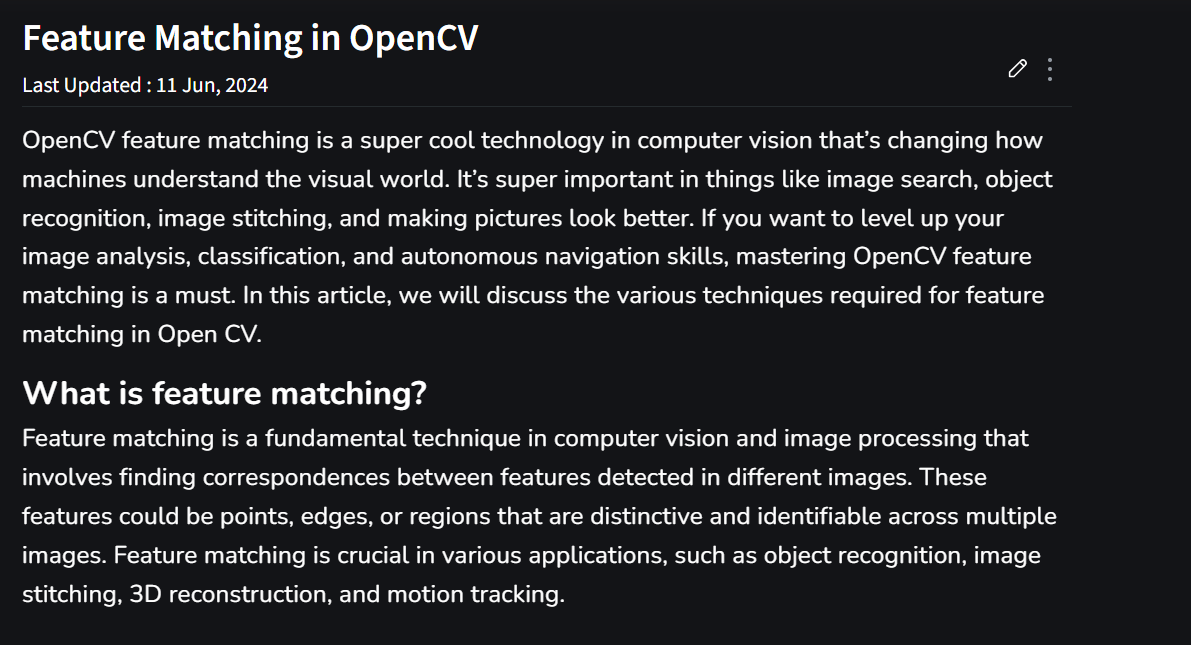 Feature Matching in OpenCV
Last Updated : 11 Jun, 2024
OpenCV feature matching is a super cool technology in computer vision that’s changing how
machines understand the visual world. It’s super important in things like image search, object
recognition, image stitching, and making pictures look better. If you want to level up your
image analysis, classification, and autonomous navigation skills, mastering OpenCV feature
matching is a must. In this article, we will discuss the various techniques required for feature
matching in Open CV.
What is feature matching?
Feature matching is a fundamental technique in computer vision and image processing that
involves finding correspondences between features detected in different images. These
features could be points, edges, or regions that are distinctive and identifiable across multiple
images. Feature matching is crucial in various applications, such as object recognition, image
stitching, 3D reconstruction, and motion tracking.